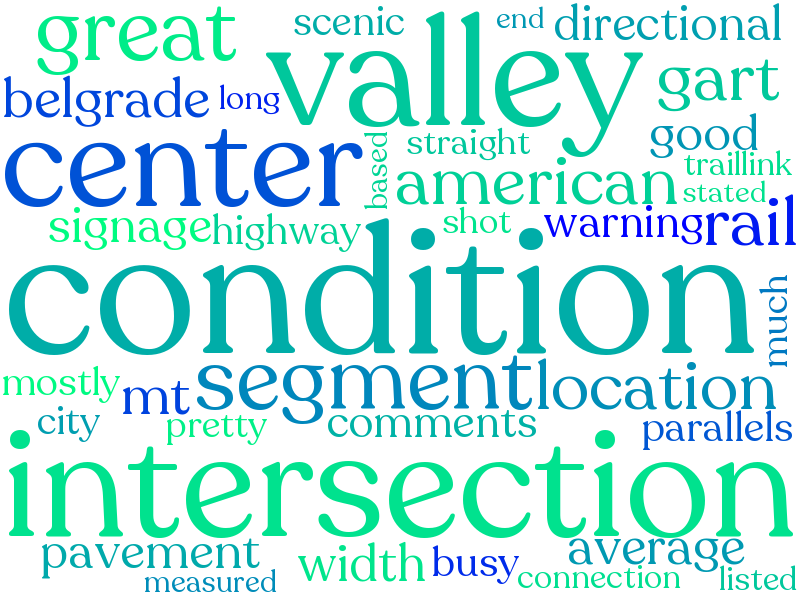 great
scenic
end
directional
valley
gart
belgrade
long
good
center
based
straight
american
traillink
stated
signage
highway
shot
warning
rail
condition
much
mostly
mt
segment
location
city
pretty
comments
parallels
intersection
pavement
width
busy
average
measured
connection
listed